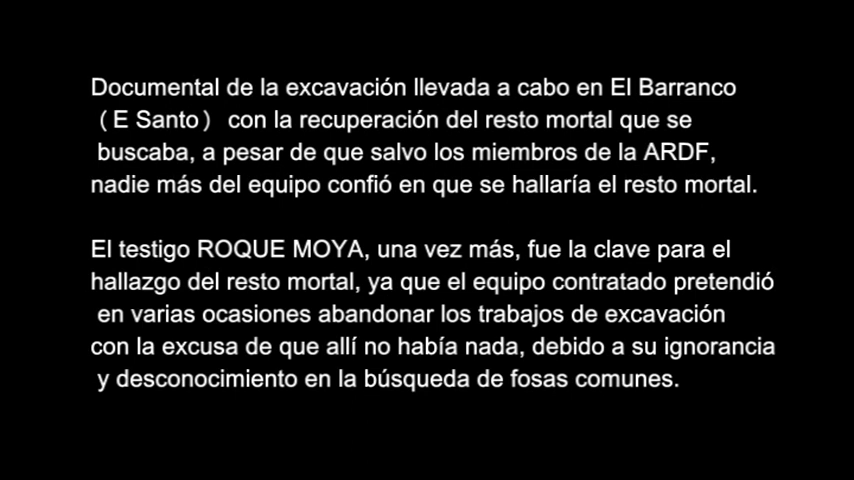 Documental de la excavación llevada a cabo en El Barranco
( E Santo ) con la recuperación del resto mortal que se
buscaba, a pesar de que salvo los miembros de la ARDF,
nadie más del equipo confió en que se hallaría el resto mortal.
El testigo ROQUE MOYA, una vez más, fue la clave para el
hallazgo del resto mortal, ya que el equipo contratado pretendió
en varias ocasiones abandonar los trabajos de excavación
con la excusa de que allí no había nada, debido a su ignorancia
y desconocimiento en la búsqueda de fosas comunes.